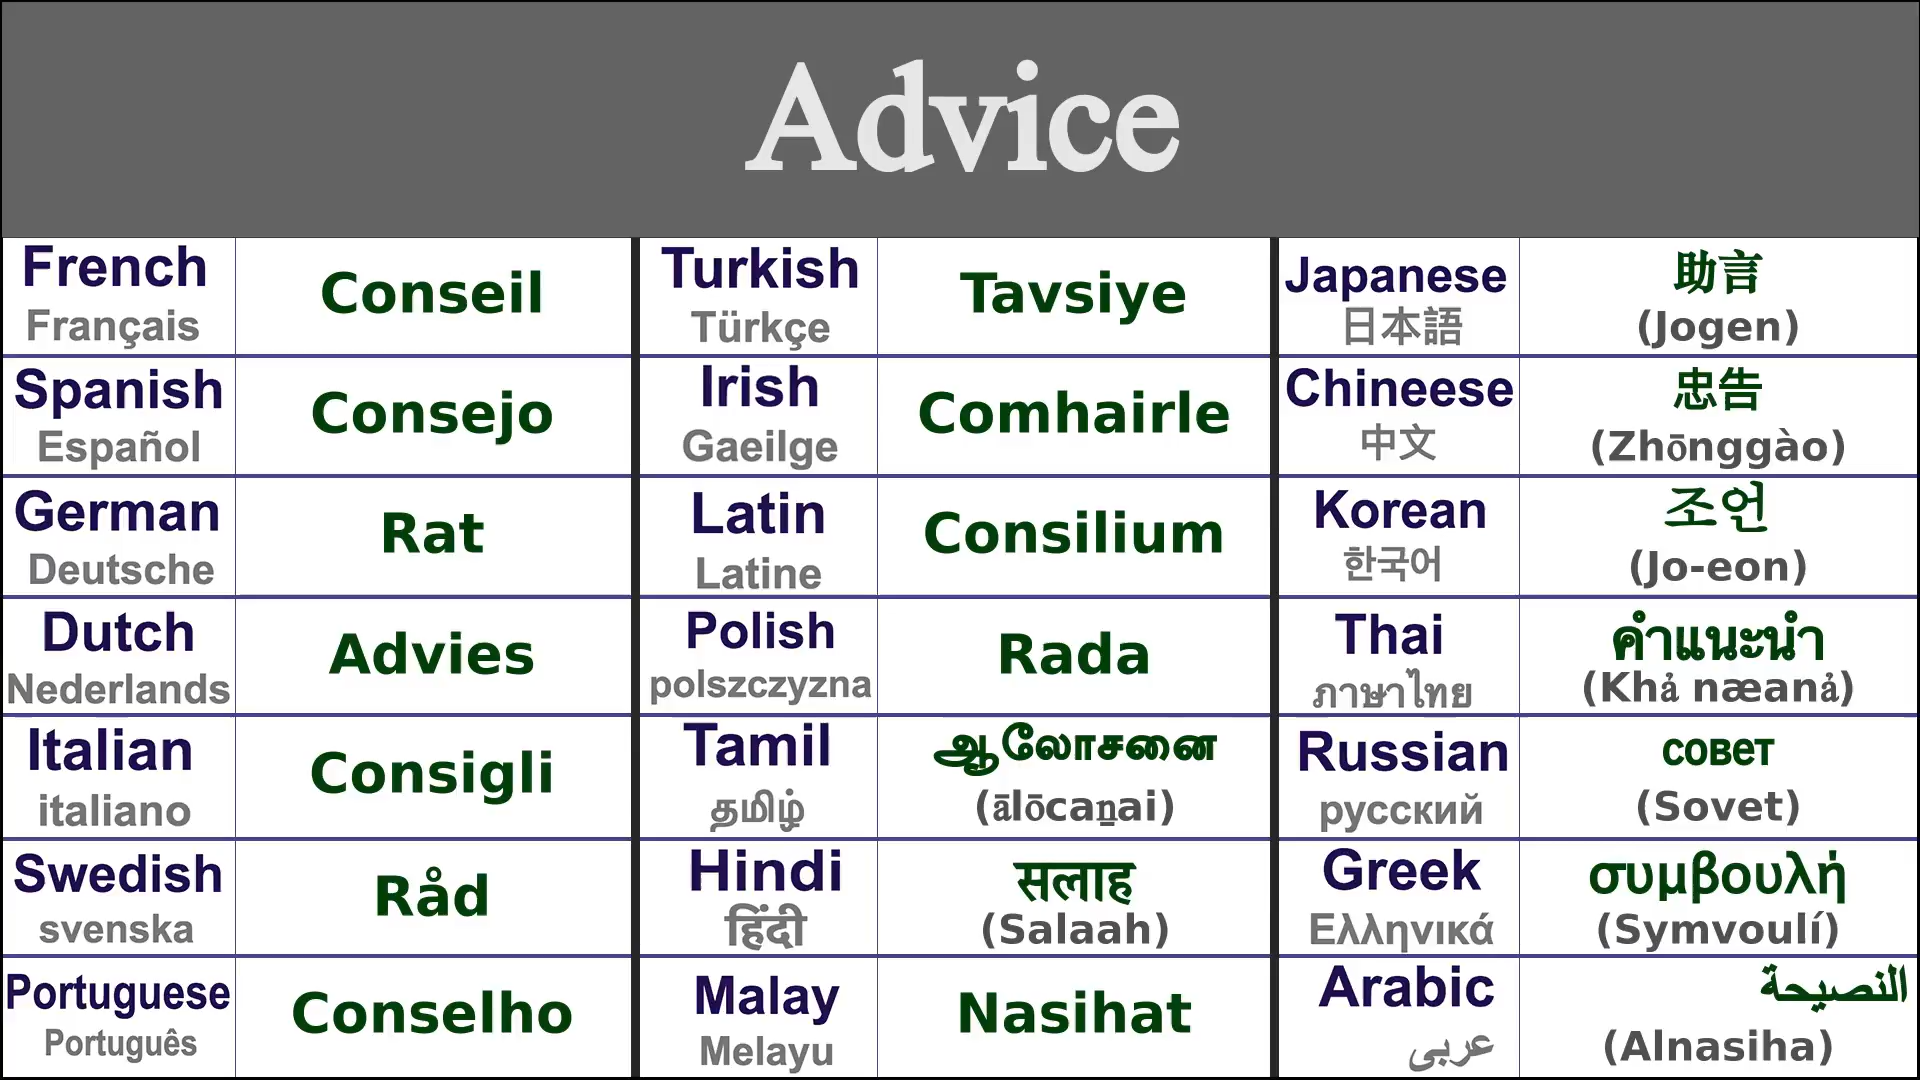 Advice
French
Français
Conseil
Turkish
Türkçe
Tavsiye
Japanese
日本語
助言
(Jogen)
Spanish
Español
Consejo
Irish
Gaeilge
Comhairle
Chineese
中文
忠告
(Zhōnggào)
German
Deutsche
Rat
Latin
Latine
Consilium
Korean
한국어
조언
(Jo-eon)
Dutch
Nederlands
Advies
Polish
polszczyzna
Rada
Thai
ภาษาไทย
คำแนะนำ
(Khả næanả)
Italian
italiano
Consigli
Tamil
தமிழ்
ஆலோசனை
(ālōcaṉai)
Russian
русский
совет
(Sovet)
Swedish
svenska
Råd
Hindi
हिंदी
सलाह
(Salaah)
Greek
Ελληνικά
συμβουλή
(Symvoulí)
Portuguese
Português
Conselho
Malay
Melayu
Nasihat
Arabic
عربى
النصيحة
(Alnasiha)